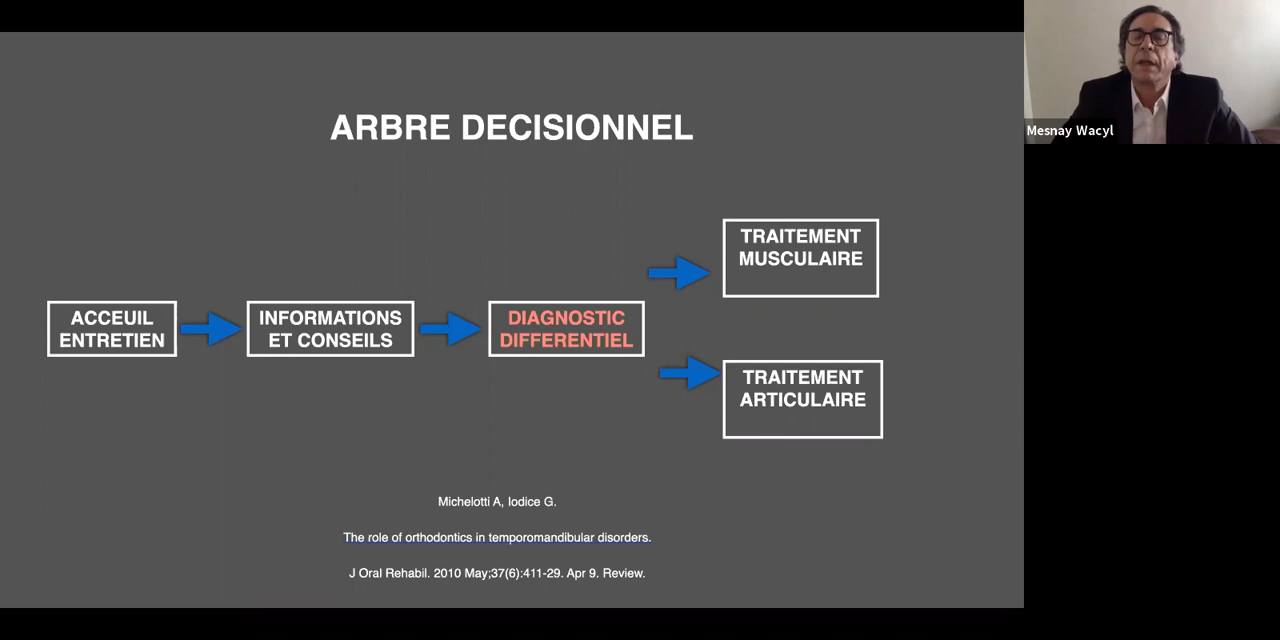 ARBRE DECISIONNEL
ACCEUIL
ENTRETIEN
INFORMATIONS
ET CONSEILS
DIAGNOSTIC
DIFFERENTIEL
TRAITEMENT
MUSCULAIRE
TRAITEMENT
ARTICULAIRE
Michelotti A, Iodice G.
The role of orthodontics in temporomandibular disorders.
J Oral Rehabil. 2010 May;37(6):411-29. Apr 9. Review.
Mesnay Wacyl